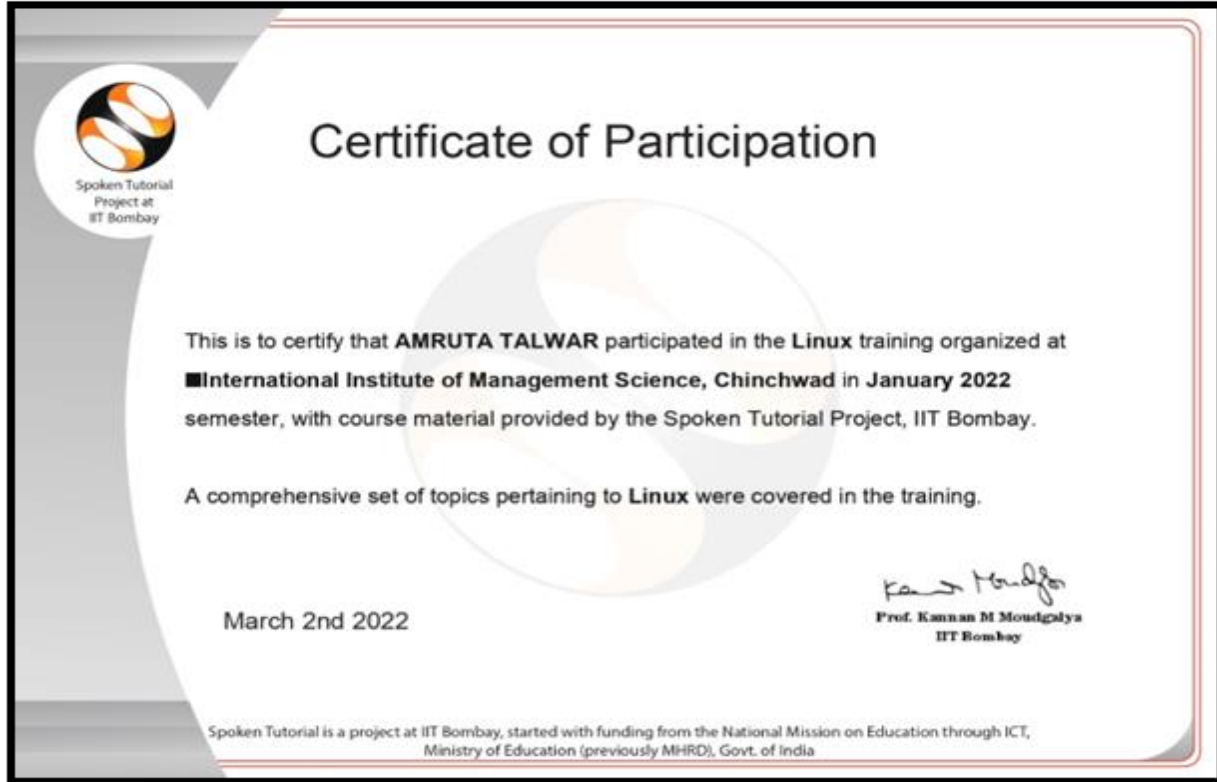 Spoken Tutorial
Project at
IIT Bombay
Certificate of Participation
This is to certify that AMRUTA TALWAR participated in the Linux training organized at
■International Institute of Management Science, Chinchwad in January 2022
semester, with course material provided by the Spoken Tutorial Project, IIT Bombay.
A comprehensive set of topics pertaining to Linux were covered in the training.
March 2nd 2022
Prof. Kannan M Moudgalya
IIT Bombay
Spoken Tutorial is a project at IIT Bombay, started with funding from the National Mission on Education through ICT,
Ministry of Education (previously MHRD), Govt. of India